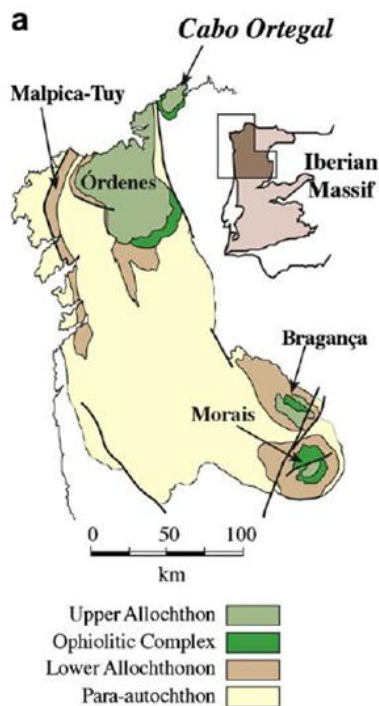 a
Cabo Ortegal
Malpica-Tuy
Órdenes
Iberian
Massif
Bragança
Morais
0 50 100
km
Upper Allochthon
Ophiolitic Complex
Lower Allochthonon
Para-autochthon